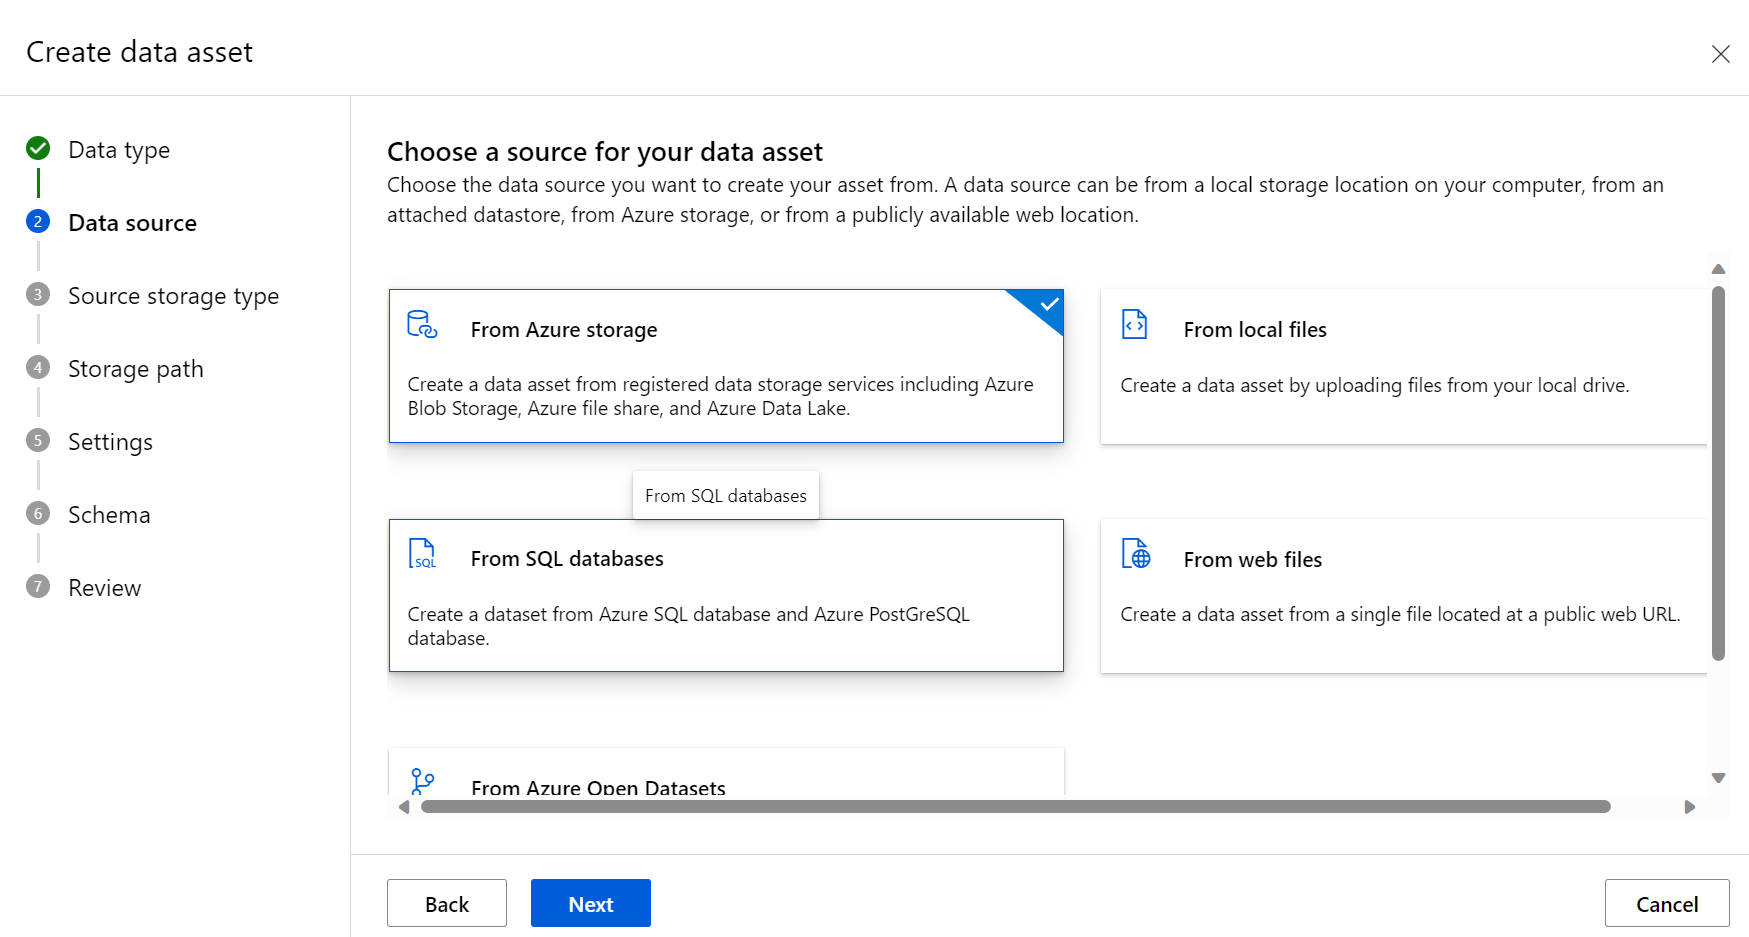 Create data asset
Data type
2
Data source
3
Source storage type
4
Storage path
5
Settings
6
Schema
7
Review
Choose a source for your data asset
Choose the data source you want to create your asset from. A data source can be from a local storage location on your computer, from an
attached datastore, from Azure storage, or from a publicly available web location.
From Azure storage
Create a data asset from registered data storage services including Azure
Blob Storage, Azure file share, and Azure Data Lake.
From local files
Create a data asset by uploading files from your local drive.
From SQL databases
SQL
From SQL databases
Create a dataset from Azure SQL database and Azure PostGreSQL
database.
From web files
Create a data asset from a single file located at a public web URL.
From Azure Open Datasets
Back
Next
Cancel